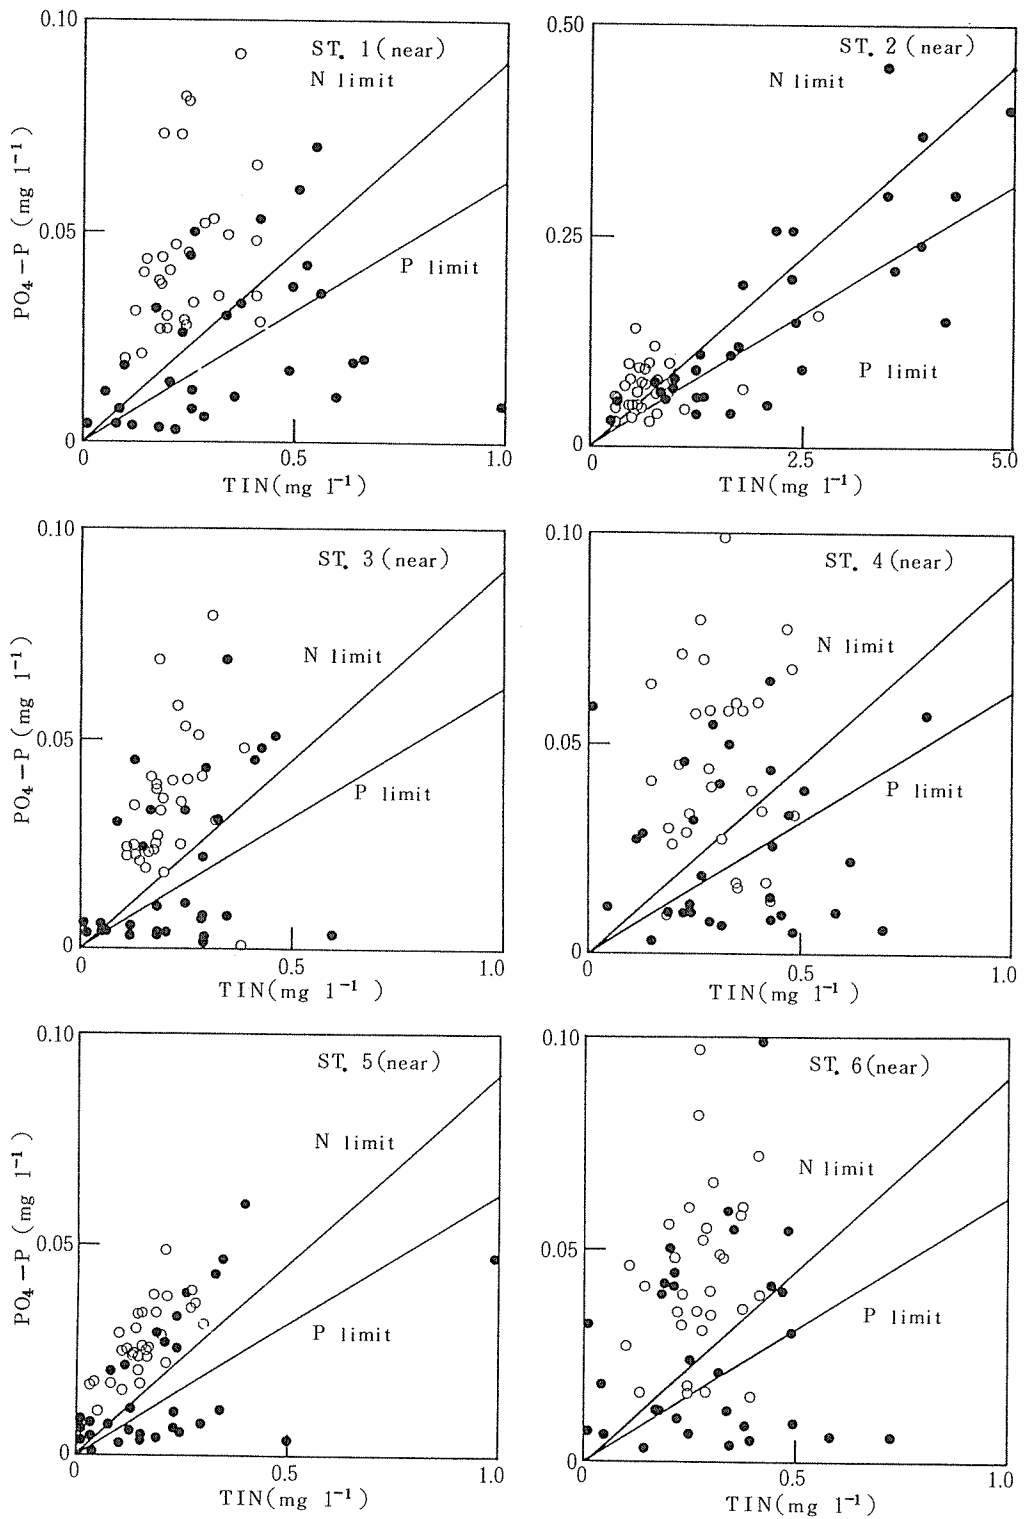 0.10
ST. 1 (near)
N limit
PO₄-P (mg l⁻¹)
0.05
P limit
0
0
0.5
1.0
TIN(mg l⁻¹)
0.50
ST. 2 (near)
N limit
0.25
P limit
0
0
2.5
5.0
TIN(mg l⁻¹)
0.10
ST. 3 (near)
N limit
PO₄-P (mg l⁻¹)
0.05
P limit
0
0
0.5
1.0
TIN(mg l⁻¹ )
0.10
ST. 4 (near)
N limit
0.05
P limit
0
0
0.5
1.0
TIN(mg l⁻¹)
0.10
ST. 5 (near)
N limit
PO₄-P (mg l⁻¹)
0.05
P limit
0
0
0.5
1.0
TIN(mg l⁻¹)
0.10
ST. 6 (near)
N limit
0.05
P limit
0
0
0.5
1.0
TIN(mg l⁻¹)